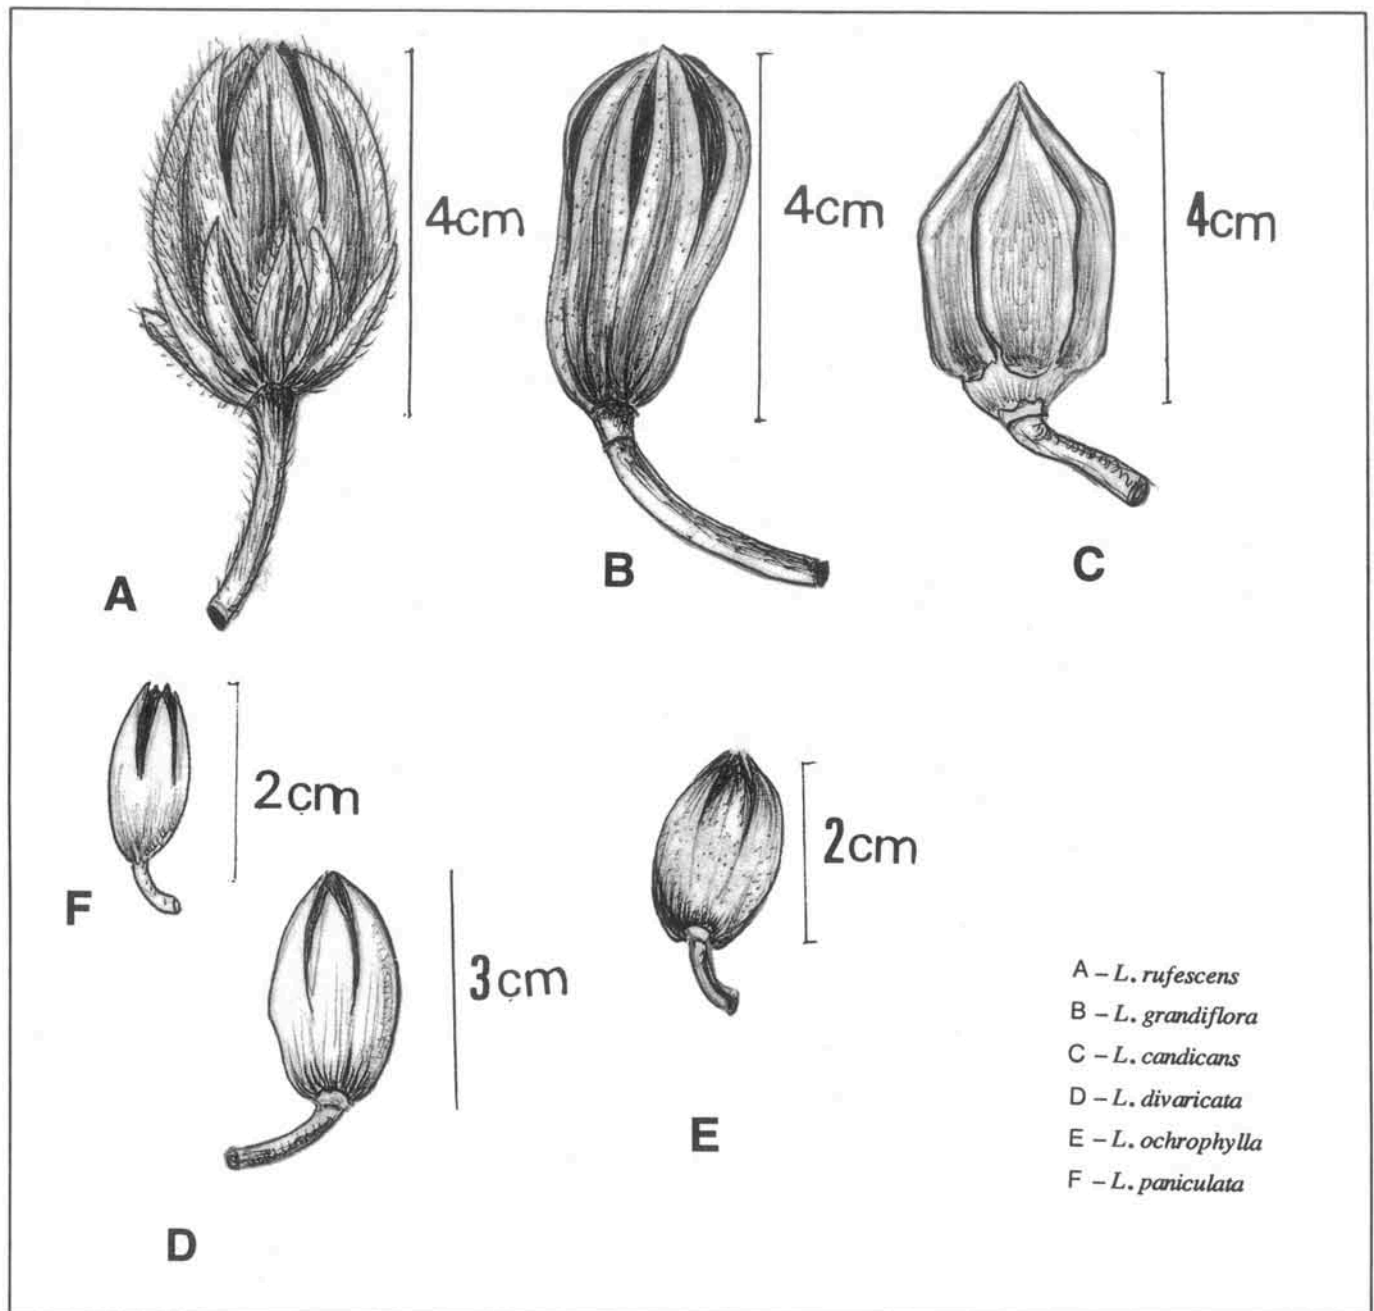 4cm
4cm
4cm
A
B
C
2cm
F
2cm
3cm
E
D
A – L. rufescens
B – L. grandiflora
C – L. candicans
D – L. divaricata
E – L. ochrophylla
F – L. paniculata